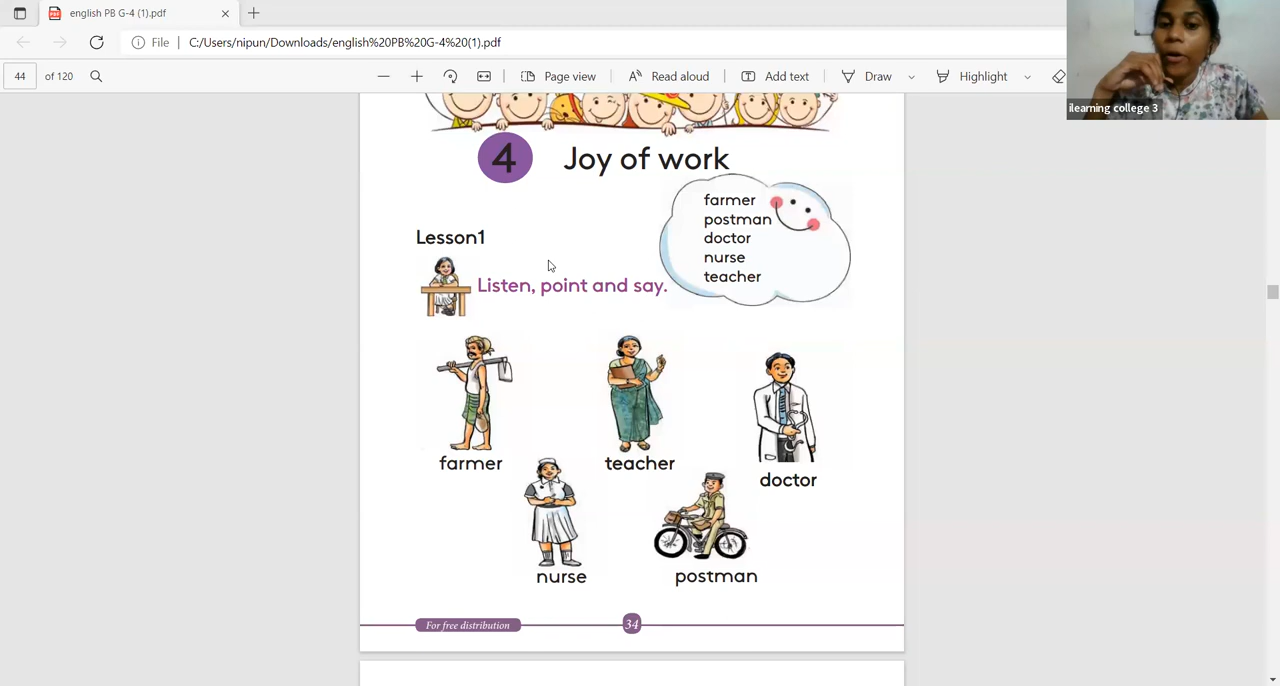 english PB G-4 (1).pdf
File
C:/Users/nipun/Downloads/english%20PB%20G-4%20(1).pdf
44 of 120
Page view
Read aloud
Add text
Draw
Highlight
ilearning college 3
4 Joy of work
farmer
postman
doctor
nurse
teacher
Lesson1
Listen, point and say.
farmer
teacher
doctor
nurse
postman
For free distribution
34